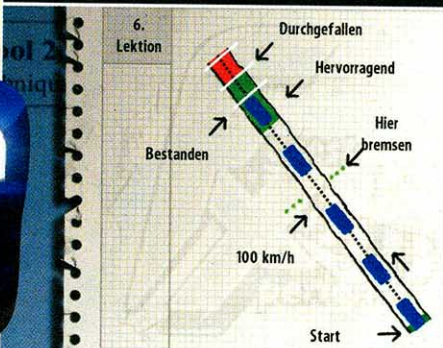 6.
Lektion
Durchgefallen
Hervorragend
Hier
bremsen
Bestanden
100 km/h
Start